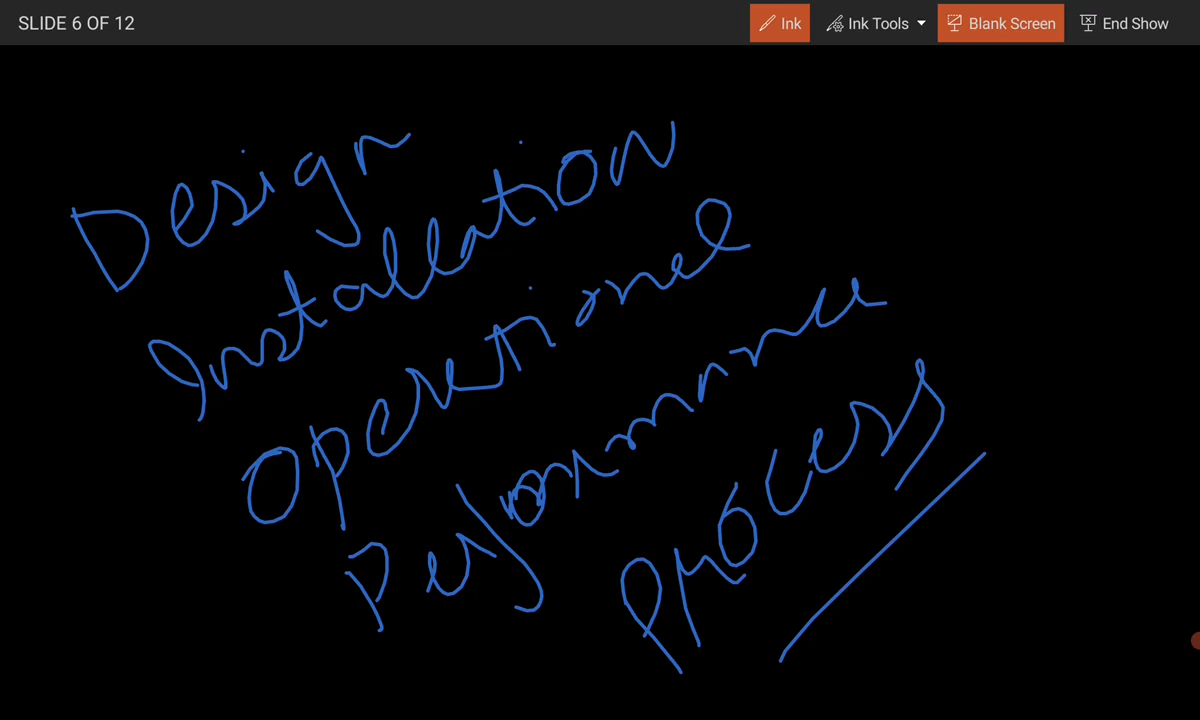 SLIDE 6 OF 12
Ink
Ink Tools
Blank Screen
End Show
Design
Installation
Operational
Performance
process